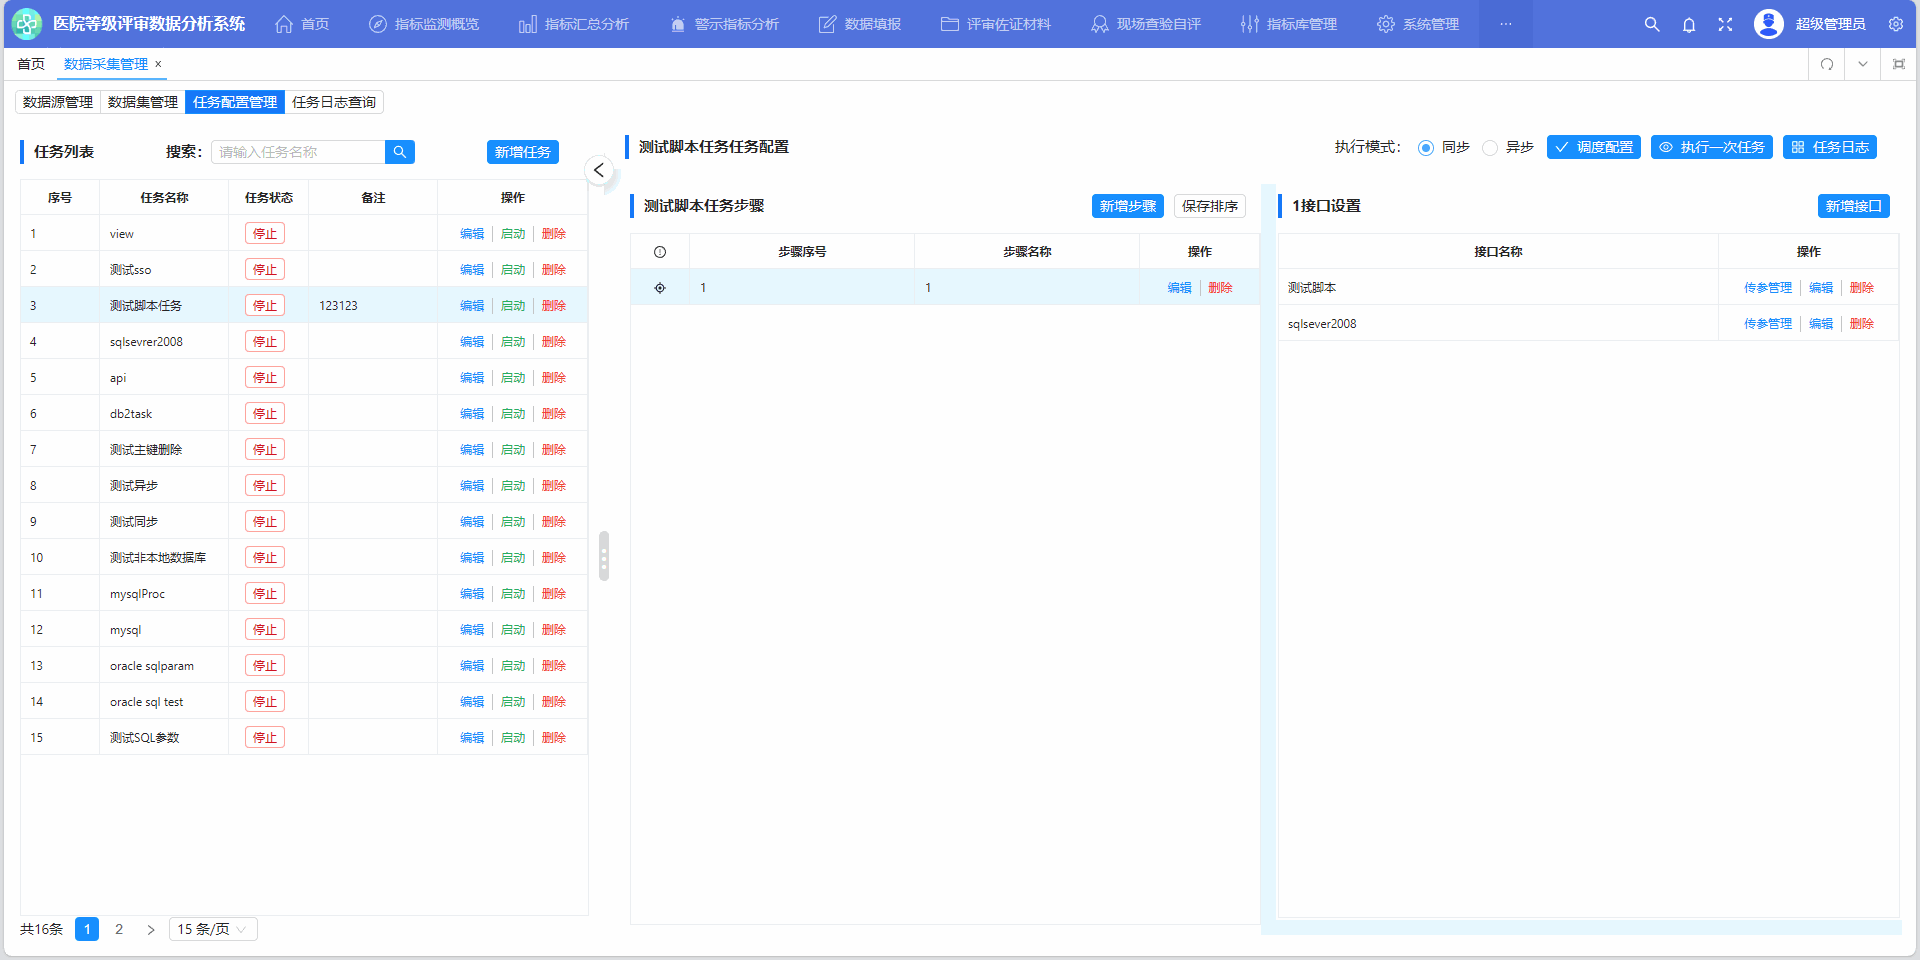 医院等级评审数据分析系统 首页 指标监测概览 指标汇总分析 警示指标分析 数据填报 评审佐证材料 现场查验自评 指标库管理 系统管理 ... 超级管理员
首页 数据采集管理 ×
数据源管理 数据集管理 任务配置管理 任务日志查询
任务列表 搜索: 请输入任务名称 新增任务
序号 任务名称 任务状态 备注 操作
1 view 停止 编辑 启动 删除
2 测试sso 停止 编辑 启动 删除
3 测试脚本任务 停止 123123 编辑 启动 删除
4 sqlsevrer2008 停止 编辑 启动 删除
5 api 停止 编辑 启动 删除
6 db2task 停止 编辑 启动 删除
7 测试主键删除 停止 编辑 启动 删除
8 测试异步 停止 编辑 启动 删除
9 测试同步 停止 编辑 启动 删除
10 测试非本地数据库 停止 编辑 启动 删除
11 mysqlProc 停止 编辑 启动 删除
12 mysql 停止 编辑 启动 删除
13 oracle sqlparam 停止 编辑 启动 删除
14 oracle sql test 停止 编辑 启动 删除
15 测试SQL参数 停止 编辑 启动 删除
共16条 1 2 > 15 条/页
测试脚本任务任务配置 执行模式: 同步 异步 调度配置 执行一次任务 任务日志
测试脚本任务步骤 新增步骤 保存排序
步骤序号 步骤名称 操作
1 1 编辑 删除
1接口设置 新增接口
接口名称 操作
测试脚本 传参管理 编辑 删除
sqlsever2008 传参管理 编辑 删除